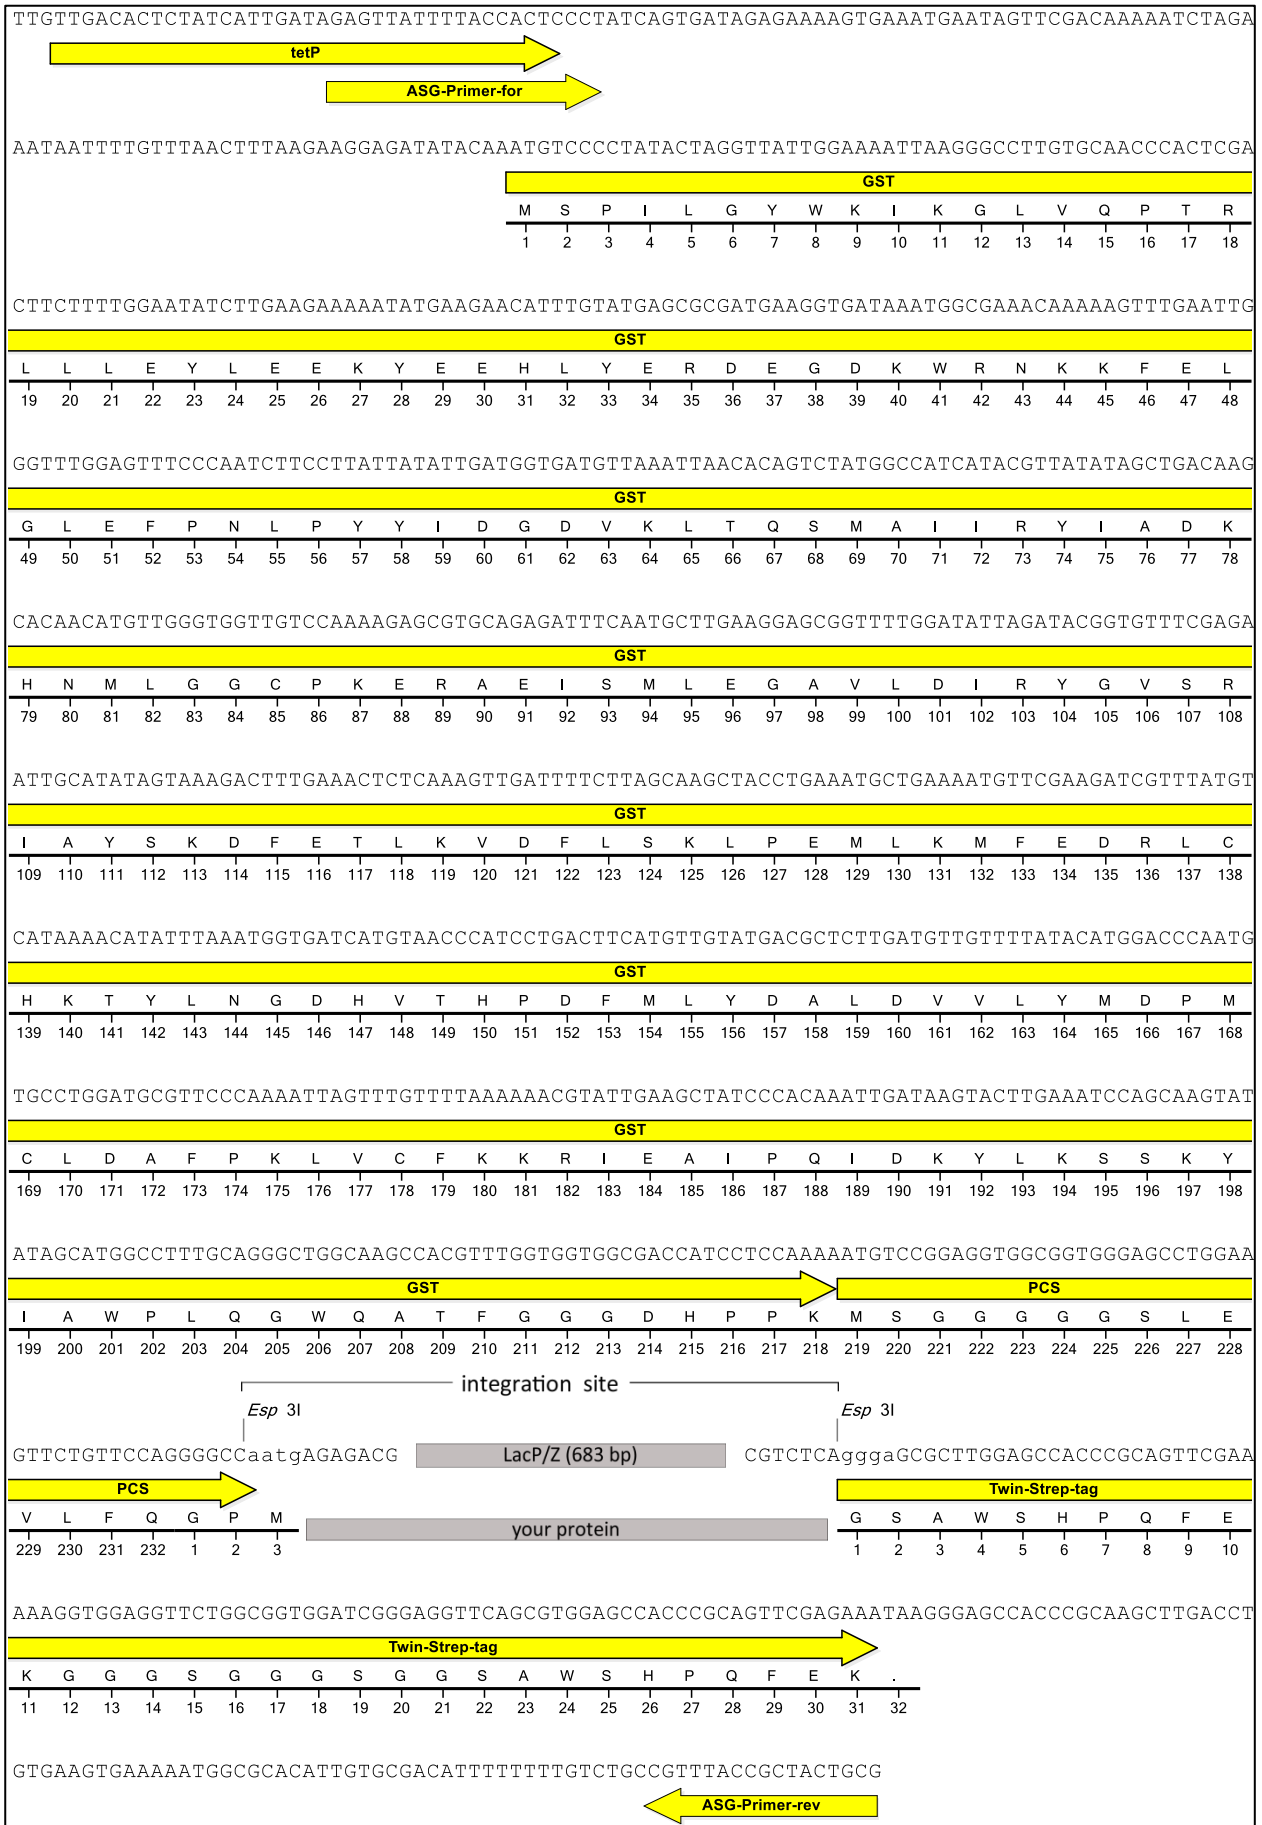 TTGTTGACACTCTATCATTGATAGAGTTATTTTACCACTCCCTATCAGTGATAGAGAAAAGTGAAATGAATAGTTCGACAAAAATCTAGA
tetP
ASG-Primer-for
AATAATTTTGTTTAACTTTAAGAAGGAGATATACAAATGTCCCCTATACTAGGTTATTGGAAAATTAAGGGCCTTGTGCAACCCACTCGA
GST
M S P I L G Y W K I K G L V Q P T R
1 2 3 4 5 6 7 8 9 10 11 12 13 14 15 16 17 18
CTTCTTTTGGAATATCTTGAAGAAAAATATGAAGAACATTTGTATGAGCGCGATGAAGGTGATAAATGGCGAAACAAAAAGTTTGAATTG
GST
L L L E Y L E E K Y E E H L Y E R D E G D K W R N K K F E L
19 20 21 22 23 24 25 26 27 28 29 30 31 32 33 34 35 36 37 38 39 40 41 42 43 44 45 46 47 48
GGTTTGGAGTTTCCCAATCTTCCTTATTATATTGATGGTGATGTTAAATTAACACAGTCTATGGCCATCATACGTTATATAGCTGACAAG
GST
G L E F P N L P Y Y I D G D V K L T Q S M A I I R Y I A D K
49 50 51 52 53 54 55 56 57 58 59 60 61 62 63 64 65 66 67 68 69 70 71 72 73 74 75 76 77 78
CACAACATGTTGGGTGGTTGTCCAAAAGAGCGTGCAGAGATTTCAATGCTTGAAGGAGCGGTTTTGGATATTAGATACGGTGTTTCGAGA
GST
H N M L G G C P K E R A E I S M L E G A V L D I R Y G V S R
79 80 81 82 83 84 85 86 87 88 89 90 91 92 93 94 95 96 97 98 99 100 101 102 103 104 105 106 107 108
ATTGCATATAGTAAAGACTTTGAAACTCTCAAAGTTGATTTTCTTAGCAAGCTACCTGAAATGCTGAAAATGTTCGAAGATCGTTTATGT
GST
I A Y S K D F E T L K V D F L S K L P E M L K M F E D R L C
109 110 111 112 113 114 115 116 117 118 119 120 121 122 123 124 125 126 127 128 129 130 131 132 133 134 135 136 137 138
CATAAAACATATTTAAATGGTGATCATGTAACCCATCCTGACTTCATGTTGTATGACGCTCTTGATGTTGTTTTATACATGGACCCAATG
GST
H K T Y L N G D H V T H P D F M L Y D A L D V V L Y M D P M
139 140 141 142 143 144 145 146 147 148 149 150 151 152 153 154 155 156 157 158 159 160 161 162 163 164 165 166 167 168
TGCCTGGATGCGTTCCCAAAATTAGTTTGTTTTAAAAAACGTATTGAAGCTATCCCACAAATTGATAAGTACTTGAAATCCAGCAAGTAT
GST
C L D A F P K L V C F K K R I E A I P Q I D K Y L K S S K Y
169 170 171 172 173 174 175 176 177 178 179 180 181 182 183 184 185 186 187 188 189 190 191 192 193 194 195 196 197 198
ATAGCATGGCCTTTGCAGGGCTGGCAAGCCACGTTTGGTGGTGGCGACCATCCTCCAAAAATGTCCGGAGGTGGCGGTGGGAGCCTGGAA
GST PCS
I A W P L Q G W Q A T F G G G D H P P K M S G G G G G S L E
199 200 201 202 203 204 205 206 207 208 209 210 211 212 213 214 215 216 217 218 219 220 221 222 223 224 225 226 227 228
integration site
Esp 3I Esp 3I
GTTCTGTTCCAGGGGCCaatgAGAGACG LacP/Z (683 bp) CGTCTCAgggaGCGCTTGGAGCCACCCGCAGTTCGAA
PCS Twin-Strep-tag
V L F Q G P M your protein G S A W S H P Q F E
229 230 231 232 1 2 3 1 2 3 4 5 6 7 8 9 10
AAAGGTGGAGGTTCTGGCGGTGGATCGGGAGGTTCAGCGTGGAGCCACCCGCAGTTCGAGAAATAAGGGAGCCACCCGCAAGCTTGACCT
Twin-Strep-tag
K G G G S G G G S G G S A W S H P Q F E K .
11 12 13 14 15 16 17 18 19 20 21 22 23 24 25 26 27 28 29 30 31 32
GTGAAGTGAAAAATGGCGCACATTGTGCGACATTTTTTTTGTCTGCCGTTTACCGCTACTGCG
ASG-Primer-rev